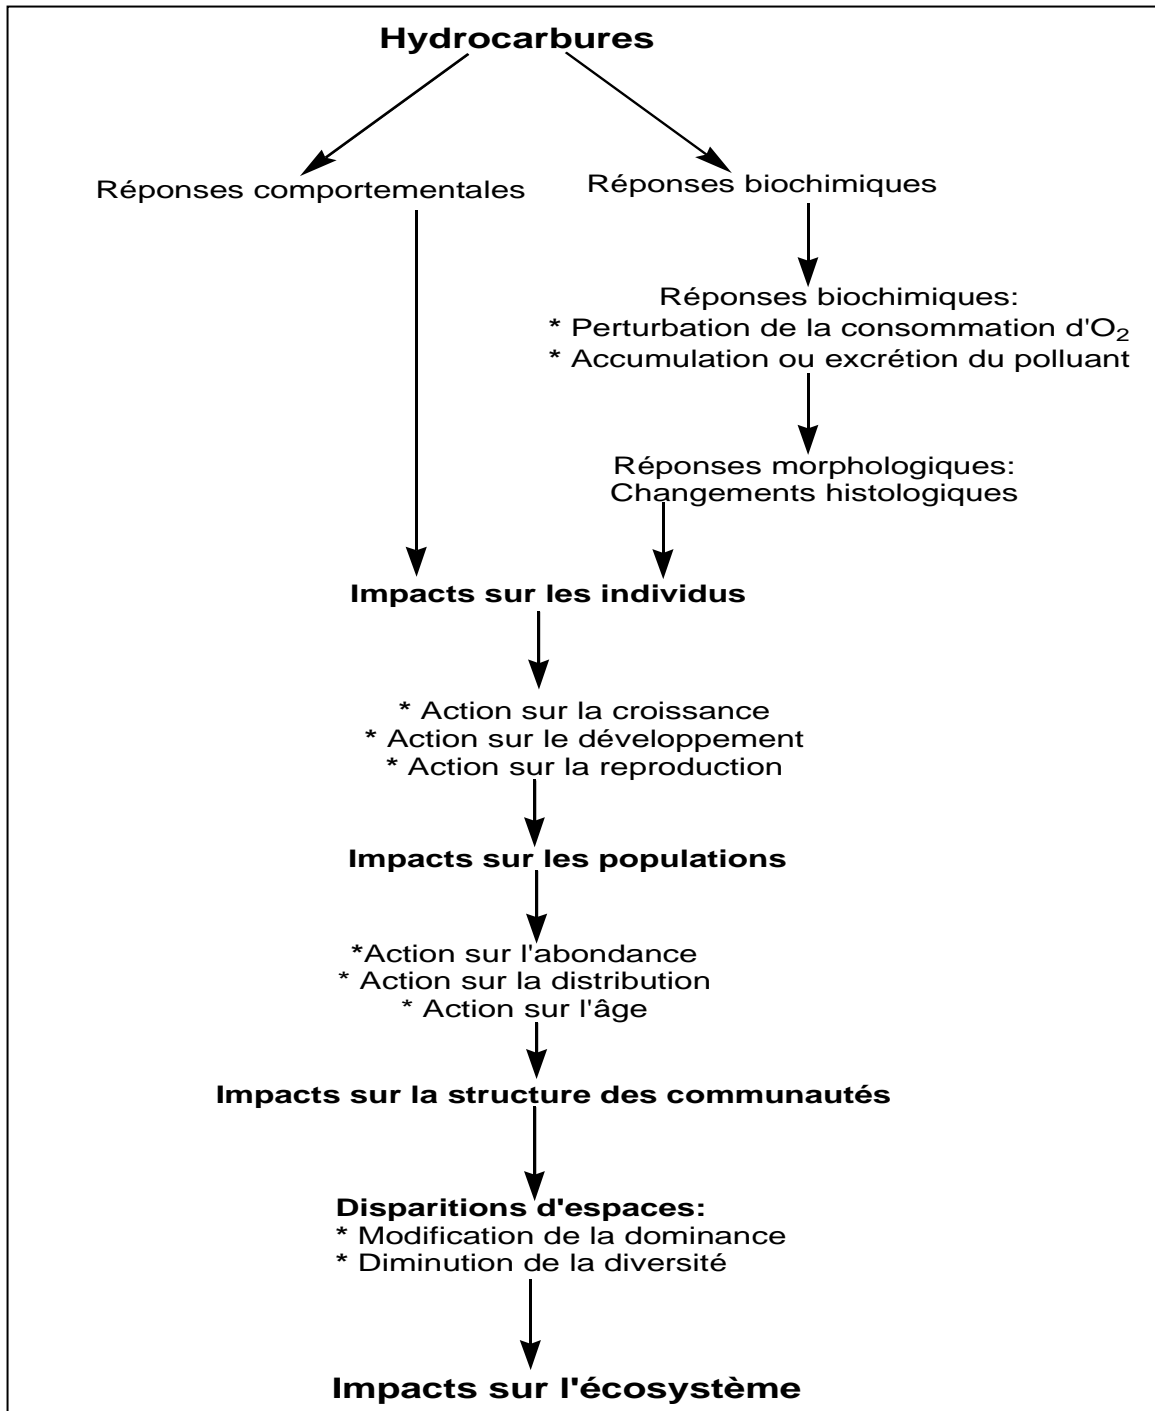 Hydrocarbures
Réponses comportementales
Réponses biochimiques
Réponses biochimiques:
* Perturbation de la consommation d'O₂
* Accumulation ou excrétion du polluant
Réponses morphologiques:
Changements histologiques
Impacts sur les individus
* Action sur la croissance
* Action sur le développement
* Action sur la reproduction
Impacts sur les populations
*Action sur l'abondance
* Action sur la distribution
* Action sur l'âge
Impacts sur la structure des communautés
Disparitions d'espaces:
* Modification de la dominance
* Diminution de la diversité
Impacts sur l'écosystème